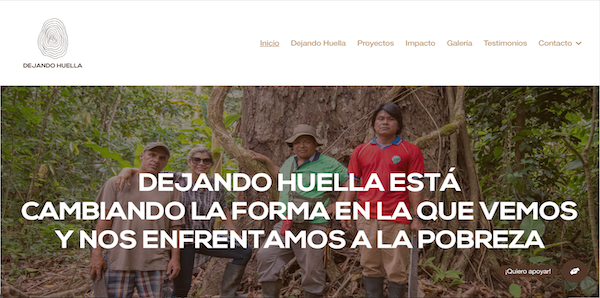 DEJANDO HUELLA
Inicio Dejando Huella Proyectos Impacto Galería Testimonios Contacto
DEJANDO HUELLA ESTÁ
CAMBIANDO LA FORMA EN LA QUE VEMOS
Y NOS ENFRENTAMOS A LA POBREZA
¡Quiero apoyar!